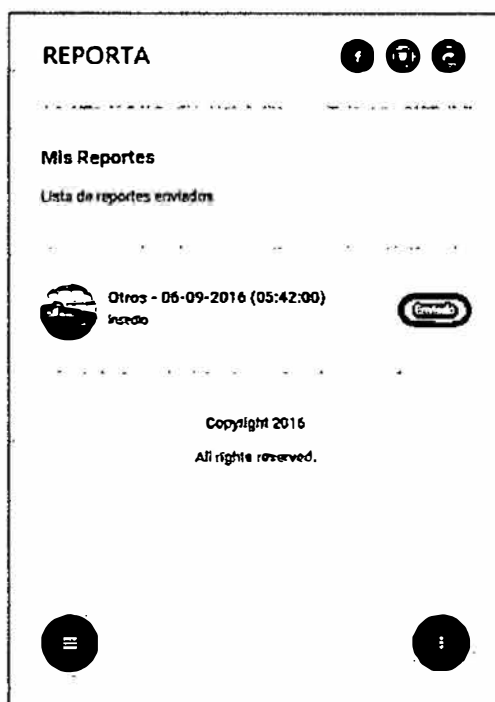 REPORTA
Mis Reportes
Lista de reportes enviados
Otros - 06-09-2016 (05:42:00)
Enviado
Copyright 2016
All rights reserved.